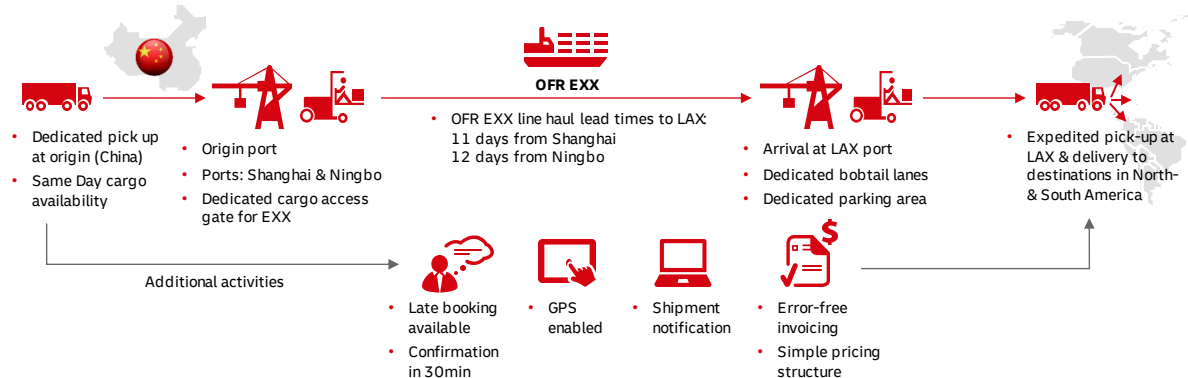 OFR EXX
• Dedicated pick up
at origin (China)
• Same Day cargo
availability
• Origin port
• Ports: Shanghai & Ningbo
• Dedicated cargo access
gate for EXX
• OFR EXX line haul lead times to LAX:
11 days from Shanghai
12 days from Ningbo
• Arrival at LAX port
• Dedicated bobtail lanes
• Dedicated parking area
• Expedited pick-up at
LAX & delivery to
destinations in North-
& South America
Additional activities
• Late booking
available
• Confirmation
in 30min
• GPS
enabled
• Shipment
notification
$
• Error-free
invoicing
• Simple pricing
structure